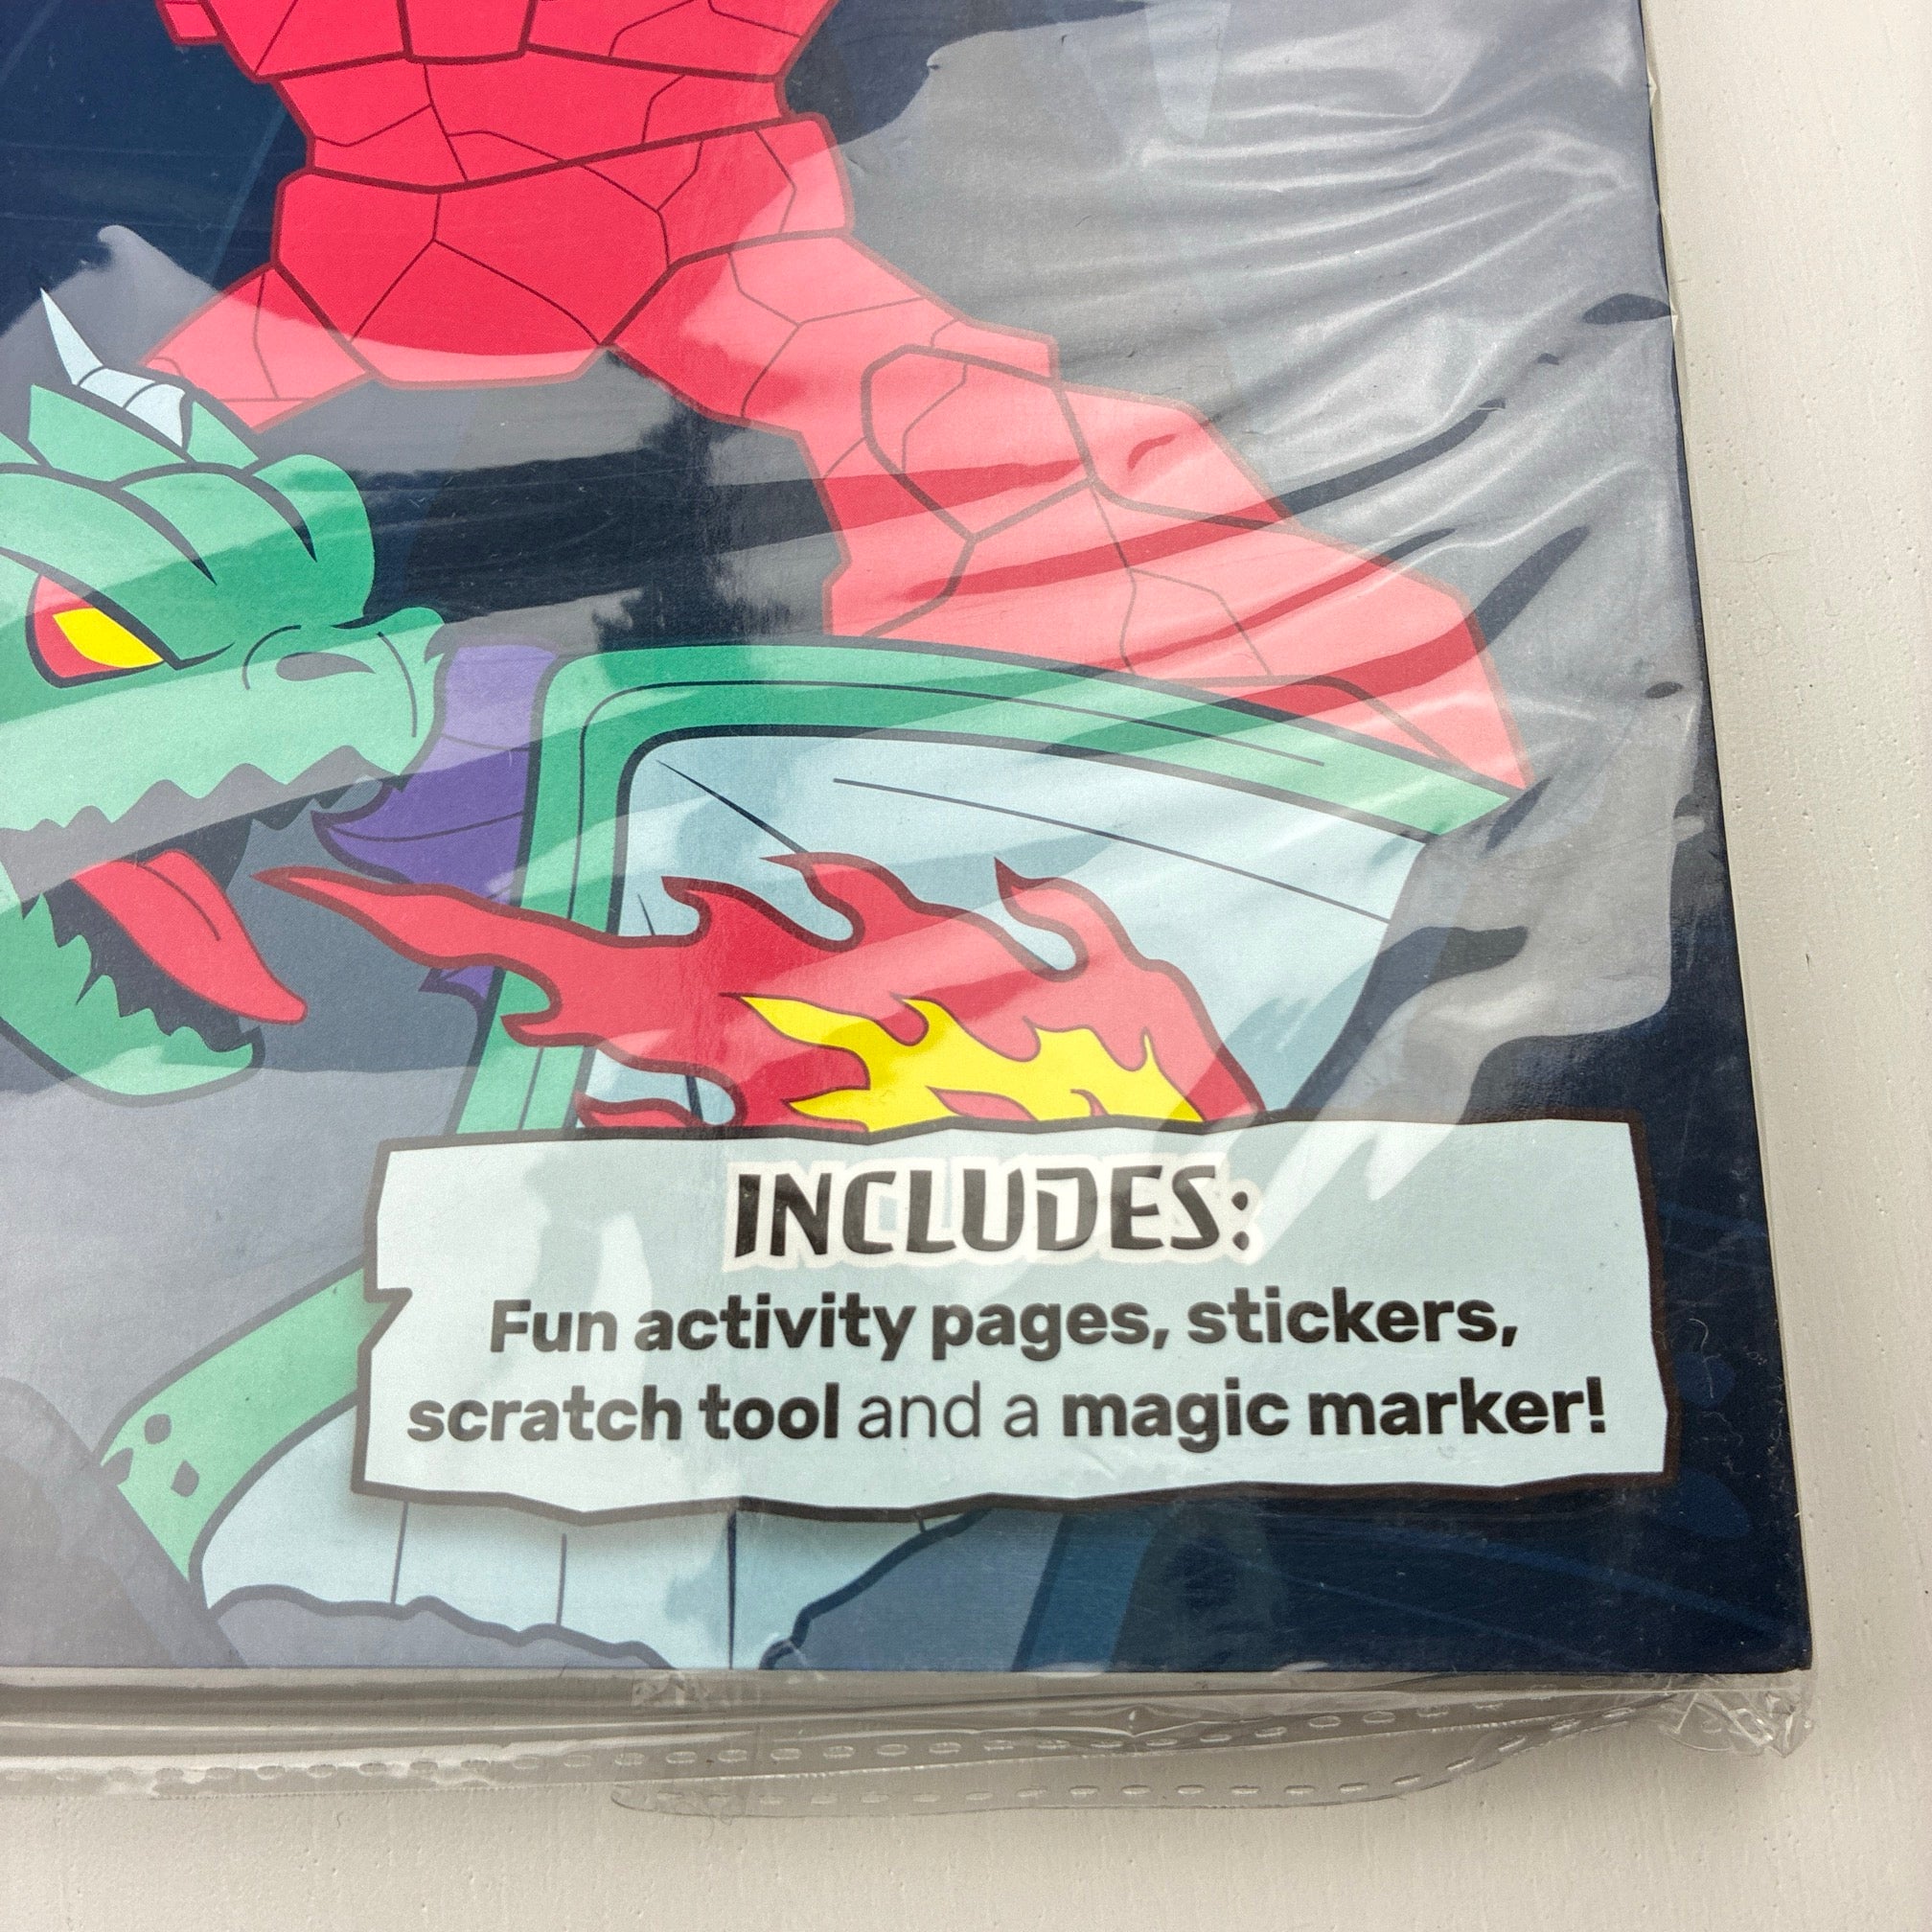 INCLUDES:
Fun activity pages, stickers,
scratch tool and a magic marker!